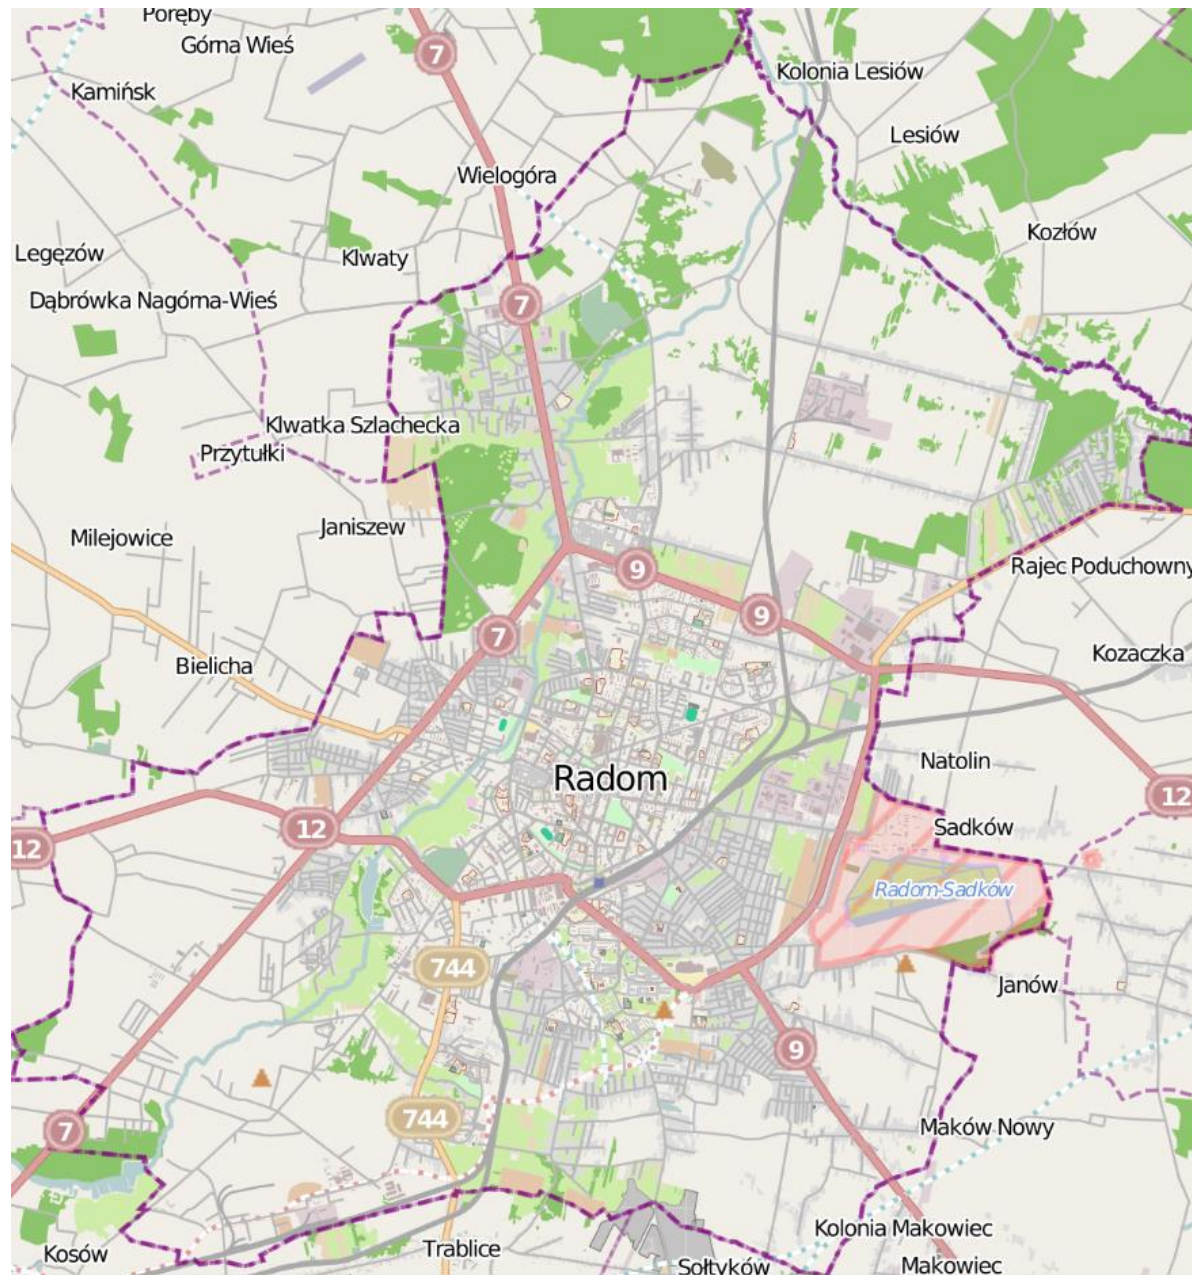 Poręby
Górna Wieś
7
Kolonia Lesiów
Kamińsk
Lesiów
Wielogóra
Kozłów
Legęzów
Klwaty
Dąbrówka Nagórna-Wieś
7
Klwatka Szlachecka
Przytułki
Janiszew
Milejowice
9
Rajec Poduchowny
9
7
Kozaczka
Bielicha
Natolin
Radom
12
12
Sadków
12
Radom-Sadków
744
Janów
9
744
7
Maków Nowy
Kolonia Makowiec
Trablice
Kosów
Sołtyków
Makowiec